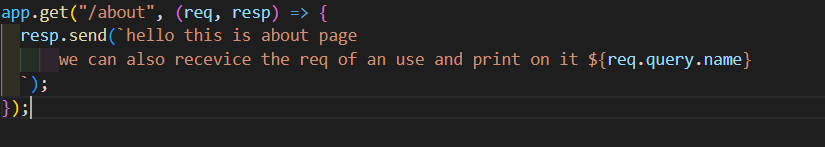 app.get("/about", (req, resp) => {
resp.send(`hello this is about page
we can also recevice the req of an use and print on it ${req.query.name}
`);
});